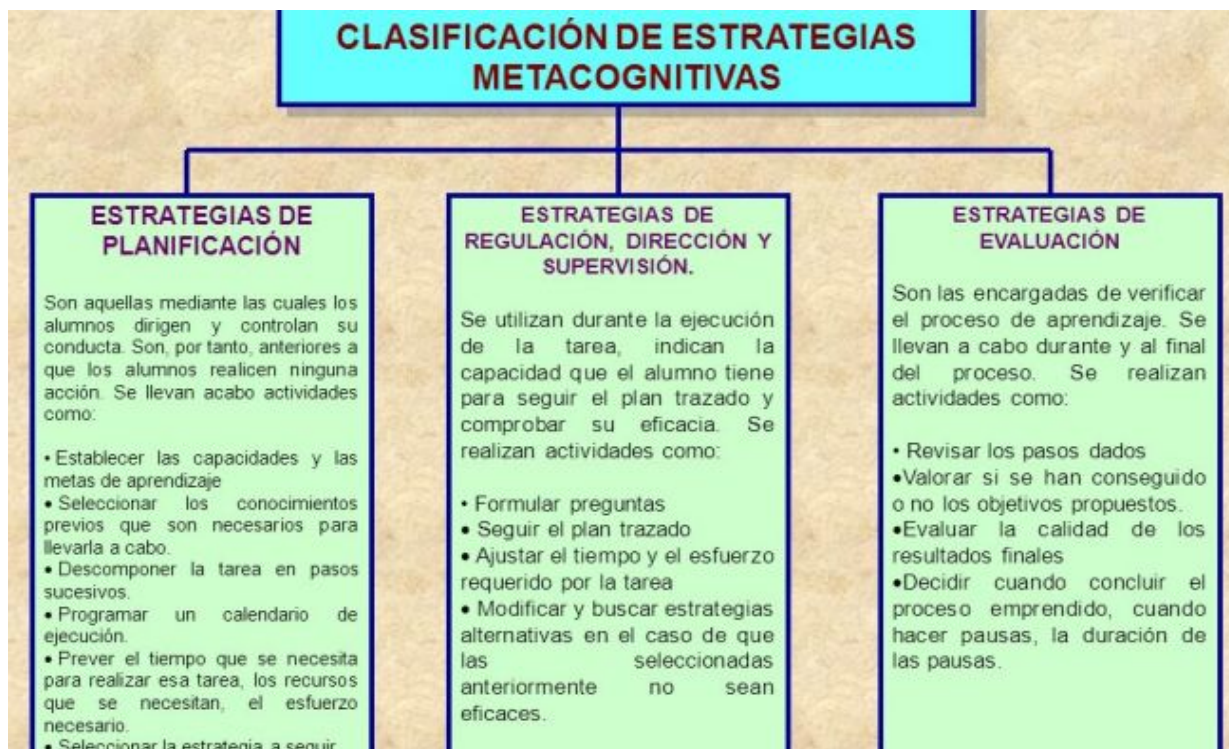 CLASIFICACIÓN DE ESTRATEGIAS
METACOGNITIVAS
ESTRATEGIAS DE
PLANIFICACIÓN
Son aquellas mediante las cuales los
alumnos dirigen y controlan su
conducta. Son, por tanto, anteriores a
que los alumnos realicen ninguna
acción. Se llevan acabo actividades
como:
• Establecer las capacidades y las
metas de aprendizaje
• Seleccionar los conocimientos
previos que son necesarios para
llevarla a cabo.
• Descomponer la tarea en pasos
sucesivos.
• Programar un calendario de
ejecución.
• Prever el tiempo que se necesita
para realizar esa tarea, los recursos
que se necesitan, el esfuerzo
necesario.
• Seleccionar la estrategia a seguir
ESTRATEGIAS DE
REGULACIÓN, DIRECCIÓN Y
SUPERVISIÓN.
Se utilizan durante la ejecución
de la tarea, indican la
capacidad que el alumno tiene
para seguir el plan trazado y
comprobar su eficacia. Se
realizan actividades como:
• Formular preguntas
• Seguir el plan trazado
• Ajustar el tiempo y el esfuerzo
requerido por la tarea
• Modificar y buscar estrategias
alternativas en el caso de que
las seleccionadas
anteriormente no sean
eficaces.
ESTRATEGIAS DE
EVALUACIÓN
Son las encargadas de verificar
el proceso de aprendizaje. Se
llevan a cabo durante y al final
del proceso. Se realizan
actividades como:
• Revisar los pasos dados
•Valorar si se han conseguido
o no los objetivos propuestos.
•Evaluar la calidad de los
resultados finales
•Decidir cuando concluir el
proceso emprendido, cuando
hacer pausas, la duración de
las pausas.